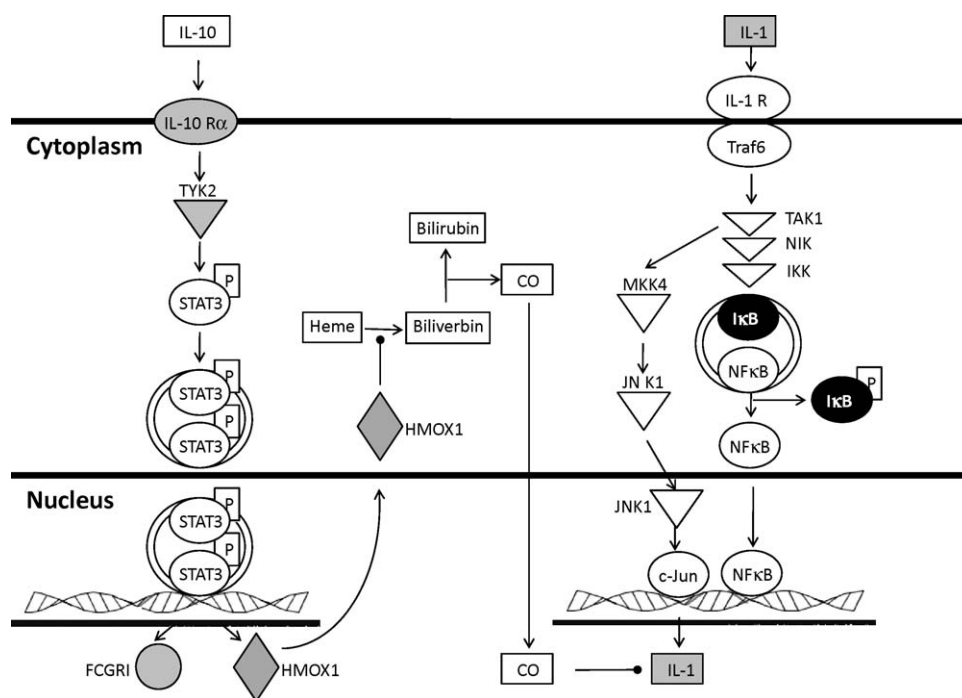 IL-10
IL-1
IL-10 Rα
IL-1 R
Cytoplasm
Traf6
TYK2
TAK1
NIK
IKK
Bilirubin
P
STAT3
CO
MKK4
IκB
Heme
Biliverbin
NFκB
P
STAT3
P
STAT3
JN K1
P
IκB
HMOX1
NFκB
Nucleus
P
STAT3
P
STAT3
JNK1
c-Jun
NFκB
FCGRI
HMOX1
CO
IL-1